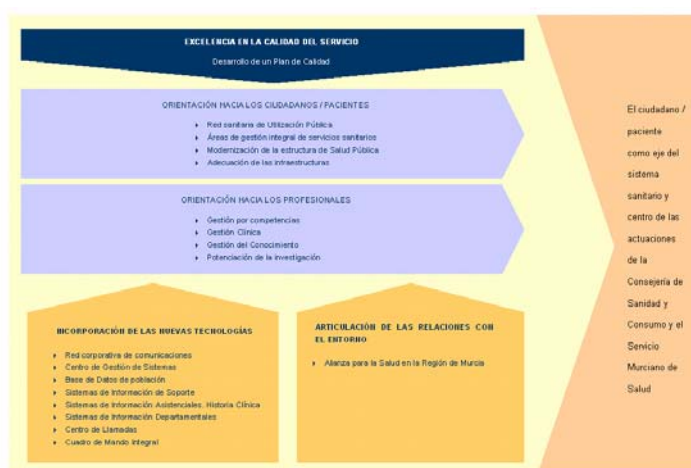 EXCELENCIA EN LA CALIDAD DEL SERVICIO
Desarrollo de un Plan de Calidad
ORIENTACIÓN HACIA LOS CIUDADANOS / PACIENTES
Red sanitaria de Utilización Pública
Áreas de gestión integral de servicios sanitarios
Modernización de la estructura de Salud Pública
Adecuación de las infraestructuras
ORIENTACIÓN HACIA LOS PROFESIONALES
Gestión por competencias
Gestión Clínica
Gestión del Conocimiento
Potenciación de la investigación
INCORPORACIÓN DE LAS NUEVAS TECNOLOGÍAS
Red corporativa de comunicaciones
Centro de Gestión de Sistemas
Base de Datos de población
Sistemas de Información de Soporte
Sistemas de Información Asistenciales. Historia Clínica
Sistemas de Información Departamentales
Centro de Llamadas
Cuadro de Mando Integral
ARTICULACIÓN DE LAS RELACIONES CON
EL ENTORNO
Alianza para la Salud en la Región de Murcia
El ciudadano /
paciente
como eje del
sistema
sanitario y
centro de las
actuaciones
de la
Consejería de
Sanidad y
Consumo y el
Servicio
Murciano de
Salud